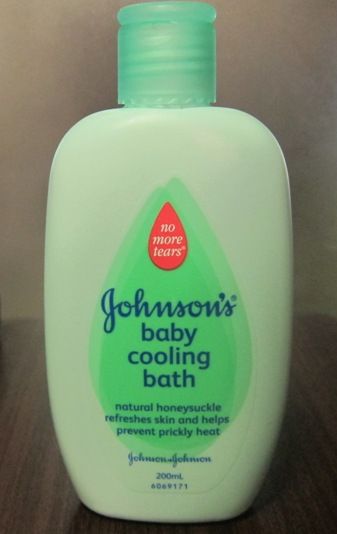 no
more
tears®
Johnson's®
baby
cooling
bath
natural honeysuckle
refreshes skin and helps
prevent prickly heat
Johnson & Johnson
200mL
6069171